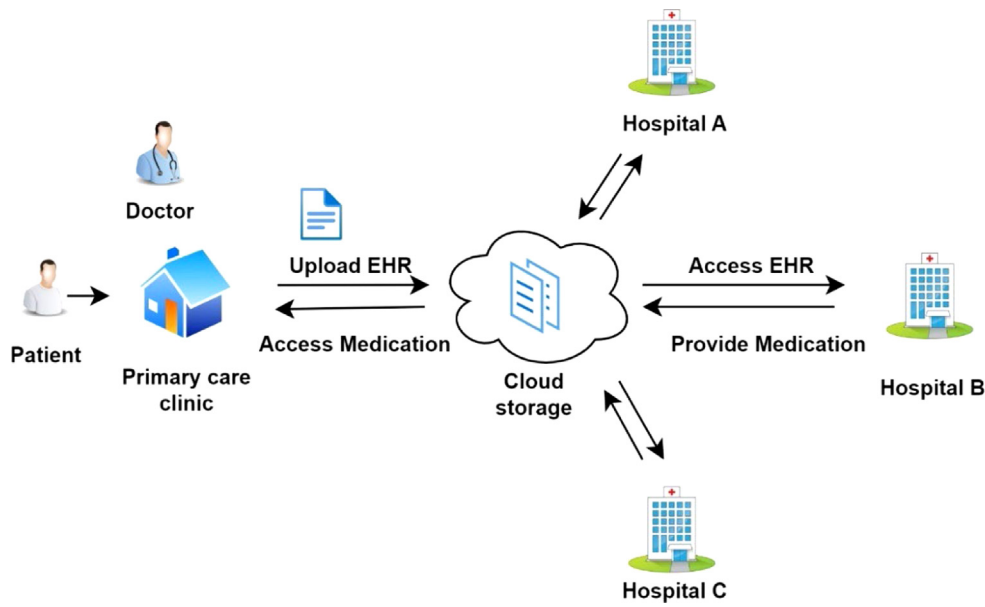 Hospital A
Doctor
Upload EHR
Access EHR
Patient
Access Medication
Provide Medication
Primary care
clinic
Cloud
storage
Hospital B
Hospital C